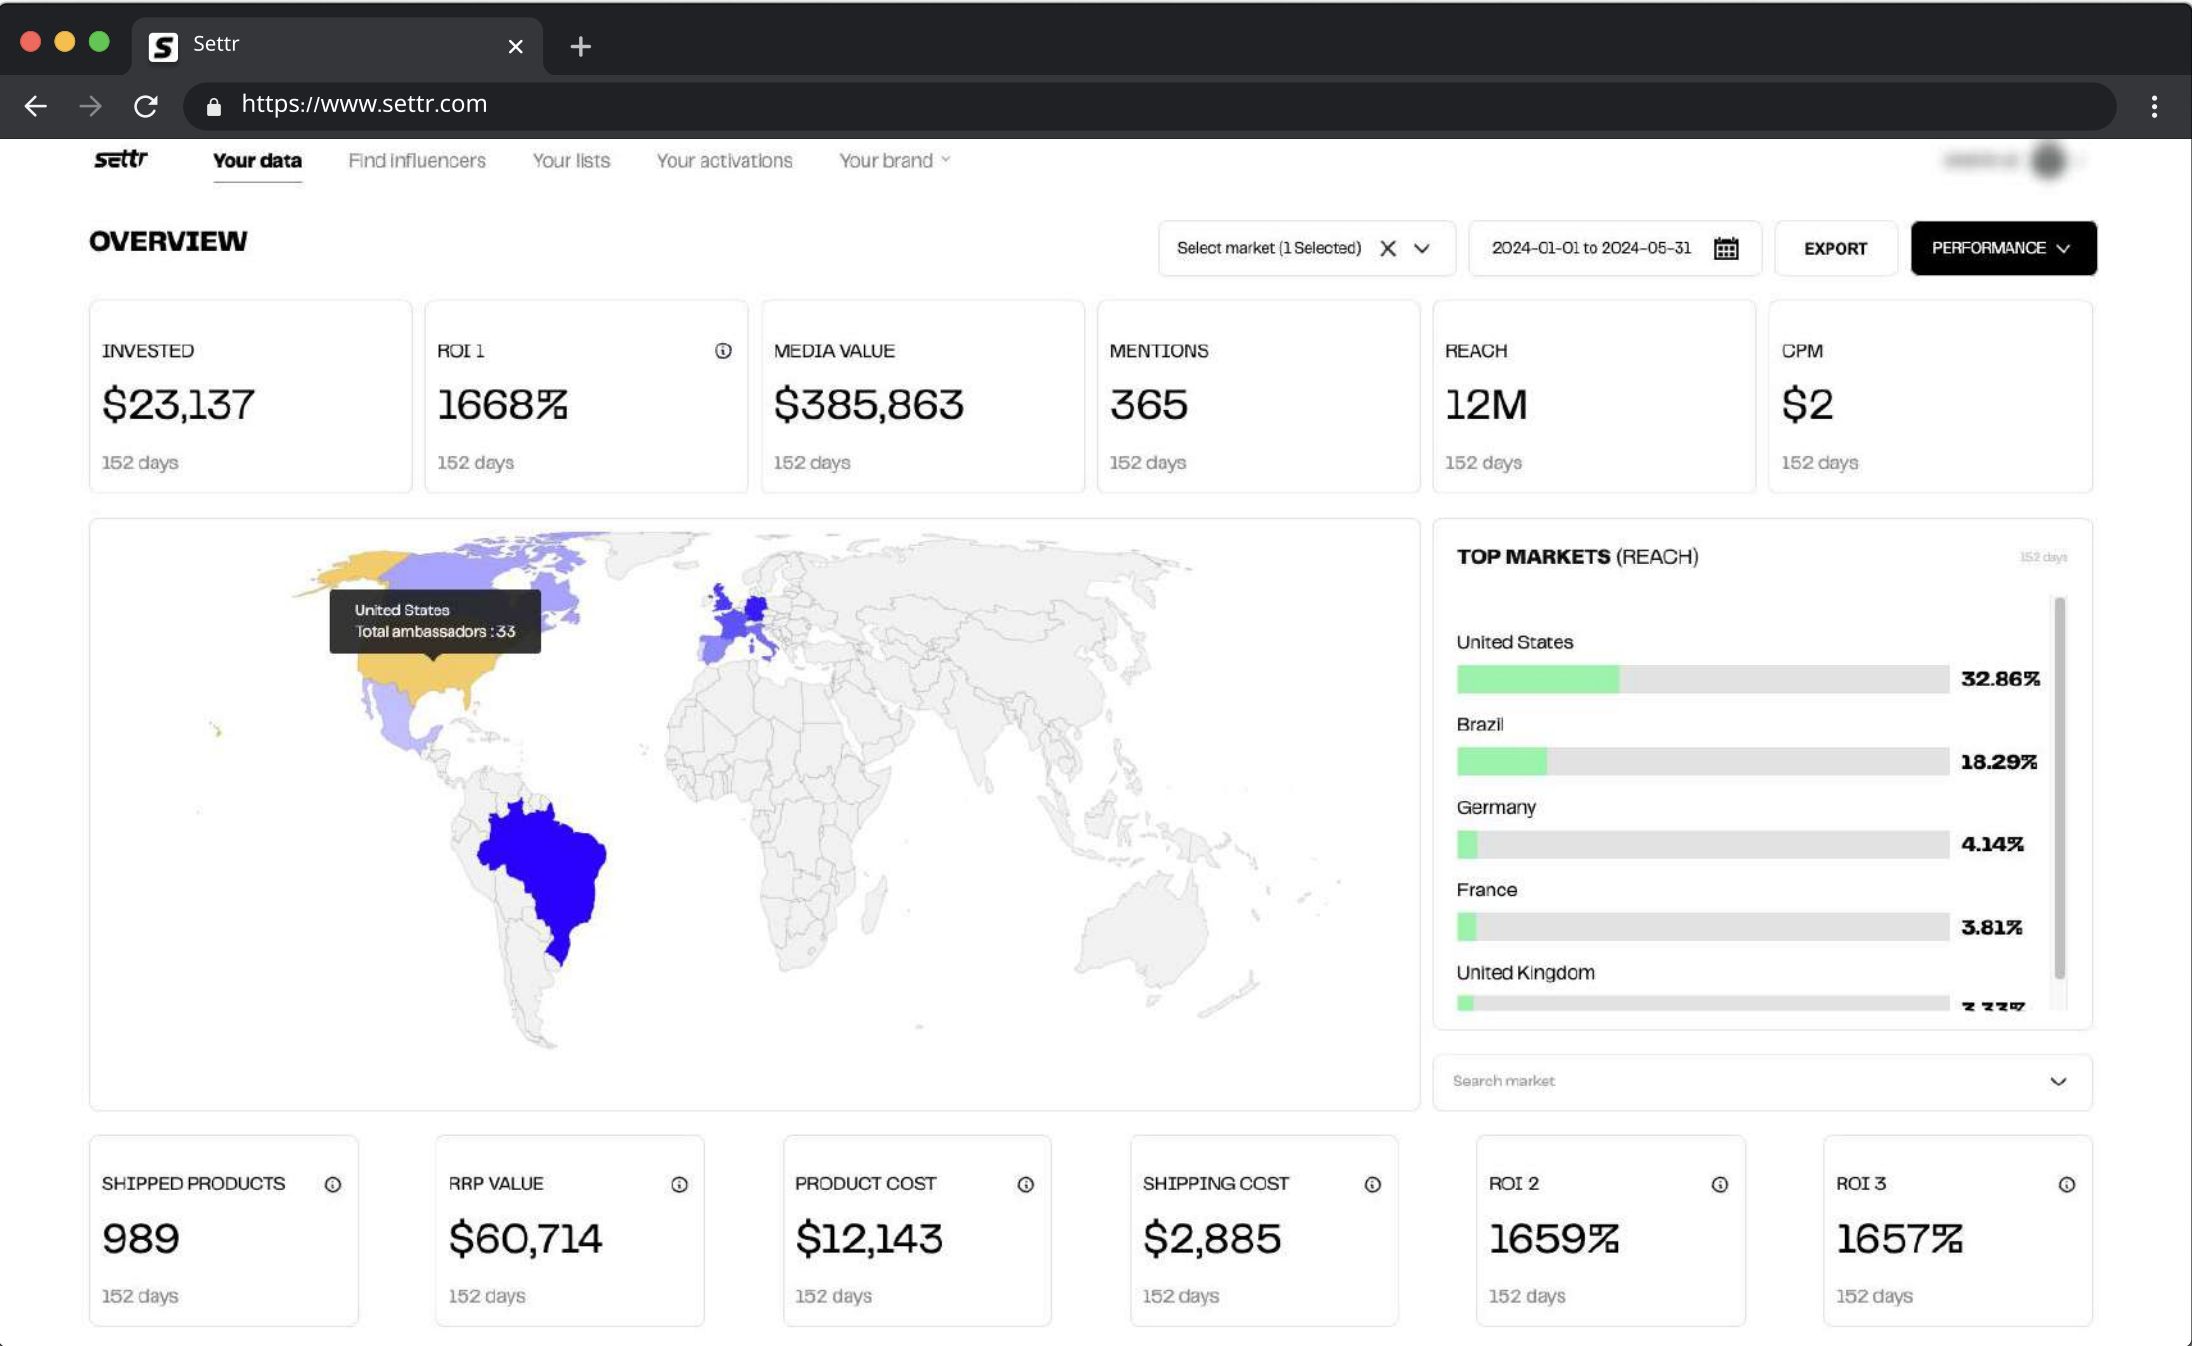 Settr
https://www.settr.com
settr
Your data
Find influencers
Your lists
Your activations
Your brand
OVERVIEW
Select market (1 Selected)
2024-01-01 to 2024-05-31
EXPORT
PERFORMANCE
INVESTED
$23,137
152 days
ROI 1
1668%
152 days
MEDIA VALUE
$385,863
152 days
MENTIONS
365
152 days
REACH
12M
152 days
CPM
$2
152 days
United States
Total ambassadors : 33
TOP MARKETS (REACH)
152 days
United States
32.86%
Brazil
18.29%
Germany
4.14%
France
3.81%
United Kingdom
3.33%
Search market
SHIPPED PRODUCTS
989
152 days
RRP VALUE
$60,714
152 days
PRODUCT COST
$12,143
152 days
SHIPPING COST
$2,885
152 days
ROI 2
1659%
152 days
ROI 3
1657%
152 days